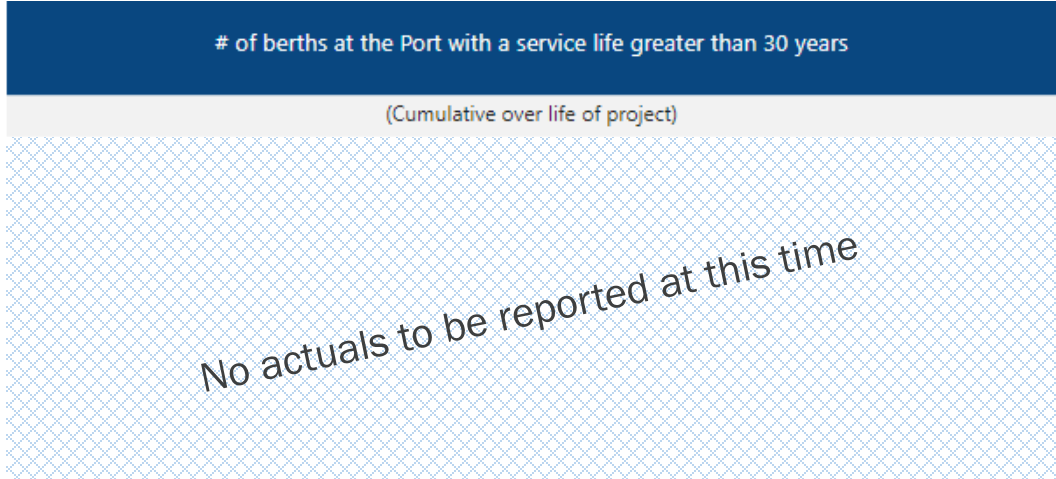 # of berths at the Port with a service life greater than 30 years
(Cumulative over life of project)
No actuals to be reported at this time